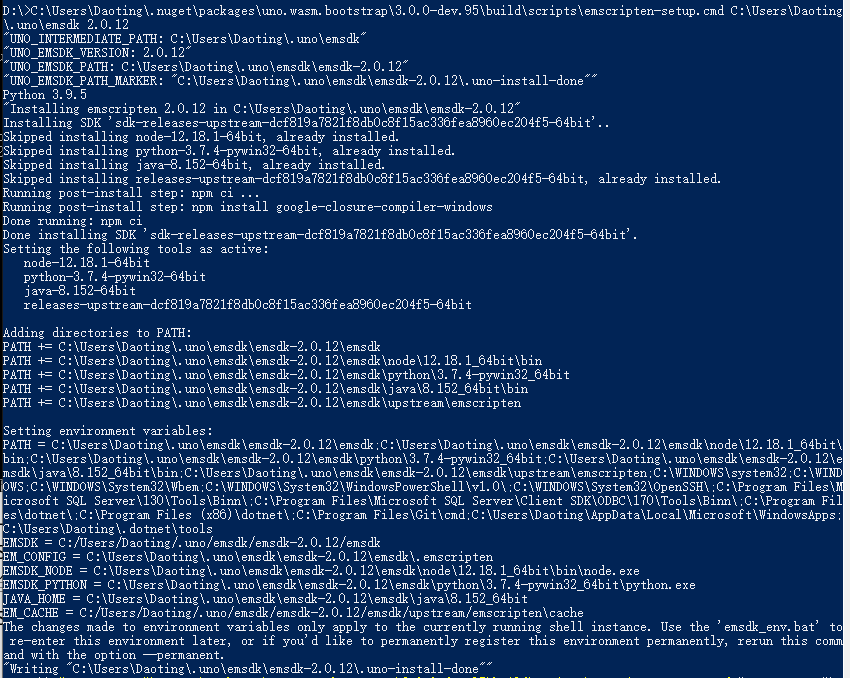 D:\>C:\Users\Daoting\.nuget\packages\uno.wasm.bootstrap\3.0.0-dev.95\build\scripts\emscripten-setup.cmd C:\Users\Daoting
\.uno\emsdk 2.0.12
"UNO_INTERMEDIATE_PATH: C:\Users\Daoting\.uno\emsdk"
"UNO_EMSDK_VERSION: 2.0.12"
"UNO_EMSDK_PATH: C:\Users\Daoting\.uno\emsdk\emsdk-2.0.12"
"UNO_EMSDK_PATH_MARKER: "C:\Users\Daoting\.uno\emsdk\emsdk-2.0.12\.uno-install-done""
Python 3.9.5
"Installing emscripten 2.0.12 in C:\Users\Daoting\.uno\emsdk\emsdk-2.0.12"
Installing SDK 'sdk-releases-upstream-dcf819a7821f8db0c8f15ac336fea8960ec204f5-64bit'..
Skipped installing node-12.18.1-64bit, already installed.
Skipped installing python-3.7.4-pywin32-64bit, already installed.
Skipped installing java-8.152-64bit, already installed.
Skipped installing releases-upstream-dcf819a7821f8db0c8f15ac336fea8960ec204f5-64bit, already installed.
Running post-install step: npm ci ...
Running post-install step: npm install google-closure-compiler-windows
Done running: npm ci
Done installing SDK 'sdk-releases-upstream-dcf819a7821f8db0c8f15ac336fea8960ec204f5-64bit'.
Setting the following tools as active:
   node-12.18.1-64bit
   python-3.7.4-pywin32-64bit
   java-8.152-64bit
   releases-upstream-dcf819a7821f8db0c8f15ac336fea8960ec204f5-64bit
Adding directories to PATH:
PATH += C:\Users\Daoting\.uno\emsdk\emsdk-2.0.12\emsdk
PATH += C:\Users\Daoting\.uno\emsdk\emsdk-2.0.12\emsdk\node\12.18.1_64bit\bin
PATH += C:\Users\Daoting\.uno\emsdk\emsdk-2.0.12\emsdk\python\3.7.4-pywin32_64bit
PATH += C:\Users\Daoting\.uno\emsdk\emsdk-2.0.12\emsdk\java\8.152_64bit\bin
PATH += C:\Users\Daoting\.uno\emsdk\emsdk-2.0.12\emsdk\upstream\emscripten
Setting environment variables:
PATH = C:\Users\Daoting\.uno\emsdk\emsdk-2.0.12\emsdk;C:\Users\Daoting\.uno\emsdk\emsdk-2.0.12\emsdk\node\12.18.1_64bit\
bin;C:\Users\Daoting\.uno\emsdk\emsdk-2.0.12\emsdk\python\3.7.4-pywin32_64bit;C:\Users\Daoting\.uno\emsdk\emsdk-2.0.12\e
msdk\java\8.152_64bit\bin;C:\Users\Daoting\.uno\emsdk\emsdk-2.0.12\emsdk\upstream\emscripten;C:\WINDOWS\system32;C:\WIND
OWS;C:\WINDOWS\System32\Wbem;C:\WINDOWS\System32\WindowsPowerShell\v1.0\;C:\WINDOWS\System32\OpenSSH\;C:\Program Files\M
icrosoft SQL Server\130\Tools\Binn\;C:\Program Files\Microsoft SQL Server\Client SDK\ODBC\170\Tools\Binn\;C:\Program Fil
es\dotnet\;C:\Program Files (x86)\dotnet\;C:\Program Files\Git\cmd;C:\Users\Daoting\AppData\Local\Microsoft\WindowsApps;
C:\Users\Daoting\.dotnet\tools
EMSDK = C:/Users/Daoting/.uno/emsdk/emsdk-2.0.12/emsdk
EM_CONFIG = C:\Users\Daoting\.uno\emsdk\emsdk-2.0.12\emsdk\.emscripten
EMSDK_NODE = C:\Users\Daoting\.uno\emsdk\emsdk-2.0.12\emsdk\node\12.18.1_64bit\bin\node.exe
EMSDK_PYTHON = C:\Users\Daoting\.uno\emsdk\emsdk-2.0.12\emsdk\python\3.7.4-pywin32_64bit\python.exe
JAVA_HOME = C:\Users\Daoting\.uno\emsdk\emsdk-2.0.12\emsdk\java\8.152_64bit
EM_CACHE = C:/Users/Daoting/.uno/emsdk/emsdk-2.0.12/emsdk/upstream/emscripten\cache
The changes made to environment variables only apply to the currently running shell instance. Use the 'emsdk_env.bat' to
 re-enter this environment later, or if you'd like to permanently register this environment permanently, rerun this comm
and with the option --permanent.
"Writing "C:\Users\Daoting\.uno\emsdk\emsdk-2.0.12\.uno-install-done""